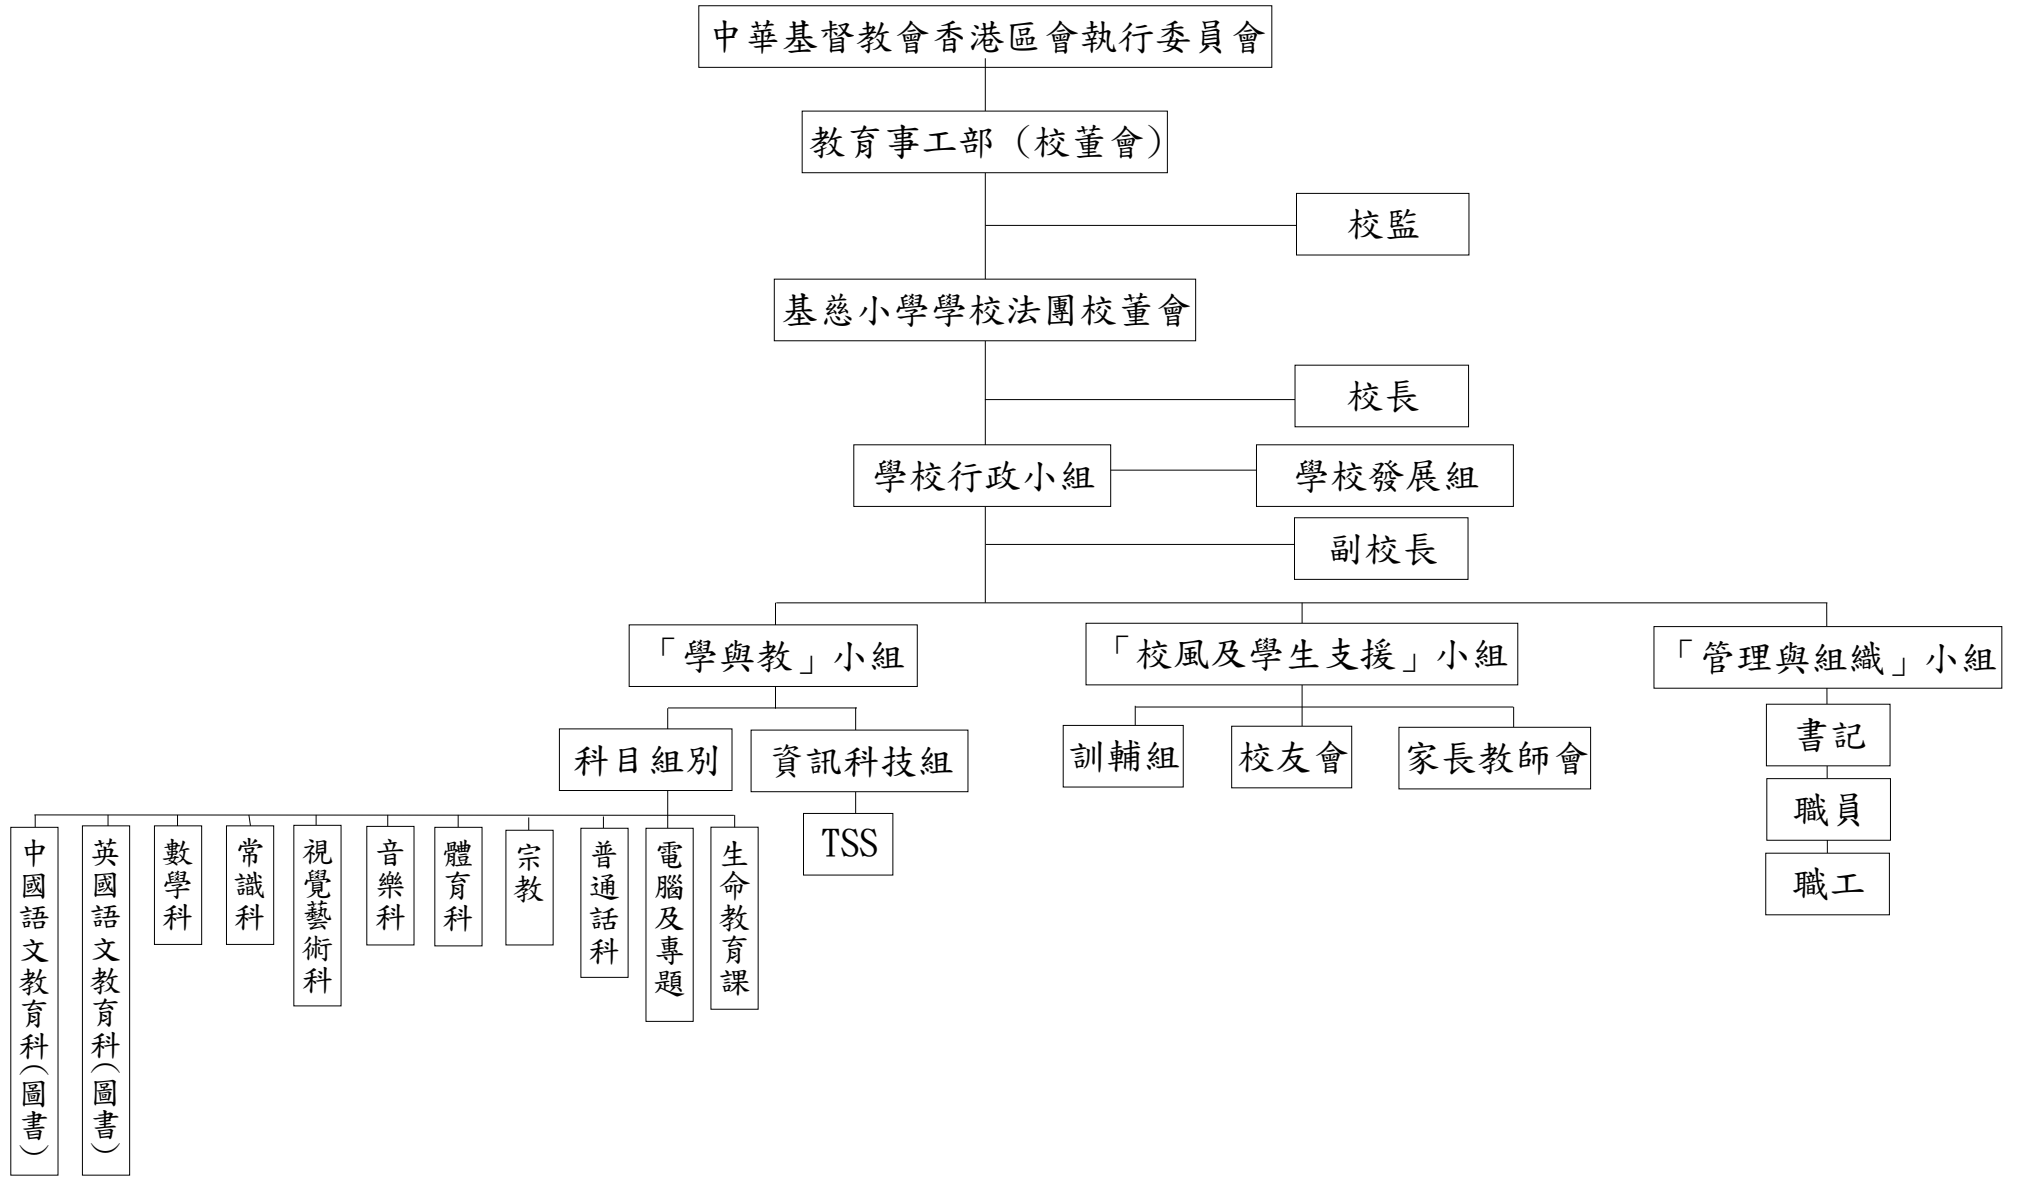 中華基督教會香港區會執行委員會
教育事工部（校董會）
校監
基慈小學學校法團校董會
校長
學校行政小組
學校發展組
副校長
「學與教」小組
「校風及學生支援」小組
「管理與組織」小組
科目組別
資訊科技組
訓輔組
校友會
家長教師會
書記
職員
職工
TSS
中國語文教育科（圖書）
英國語文教育科（圖書）
數學科
常識科
視覺藝術科
音樂科
體育科
宗教
普通話科
電腦及專題
生命教育課